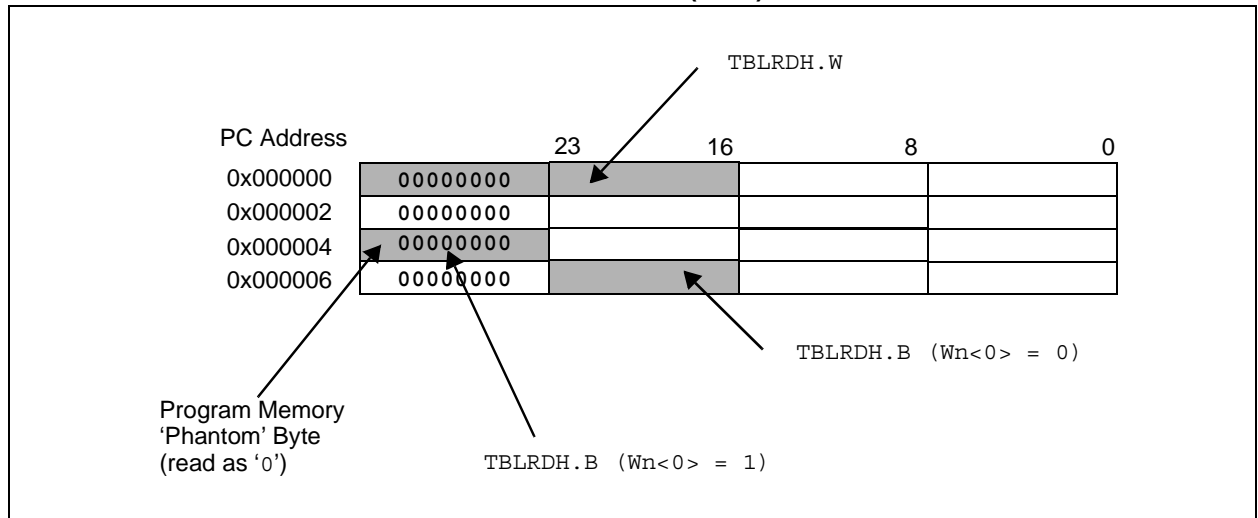 TBLRDH.W
PC Address
23 16 8 0
0x000000 00000000
0x000002 00000000
0x000004 00000000
0x000006 00000000
TBLRDH.B (Wn<0> = 0)
Program Memory
‘Phantom’ Byte
(read as ‘0’)
TBLRDH.B (Wn<0> = 1)